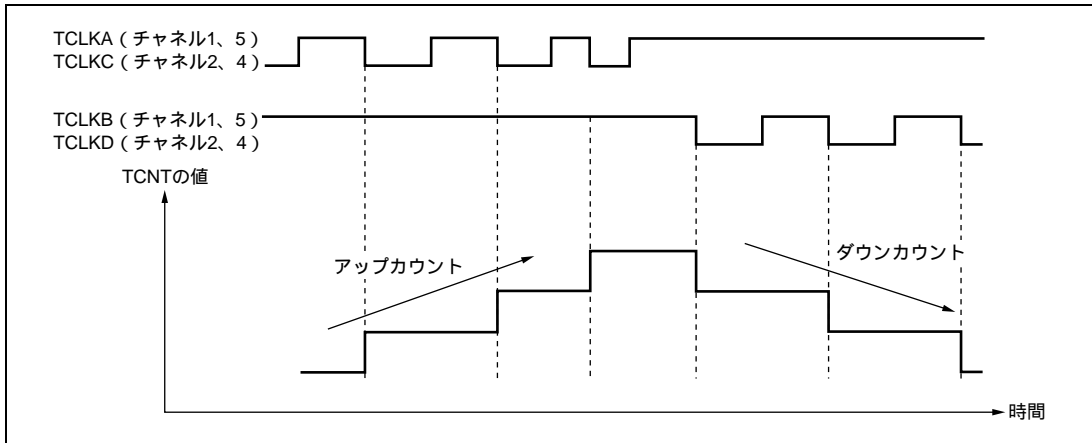 TCLKA（チャネル1、5）
TCLKC（チャネル2、4）
TCLKB（チャネル1、5）
TCLKD（チャネル2、4）
TCNTの値
アップカウント
ダウンカウント
時間